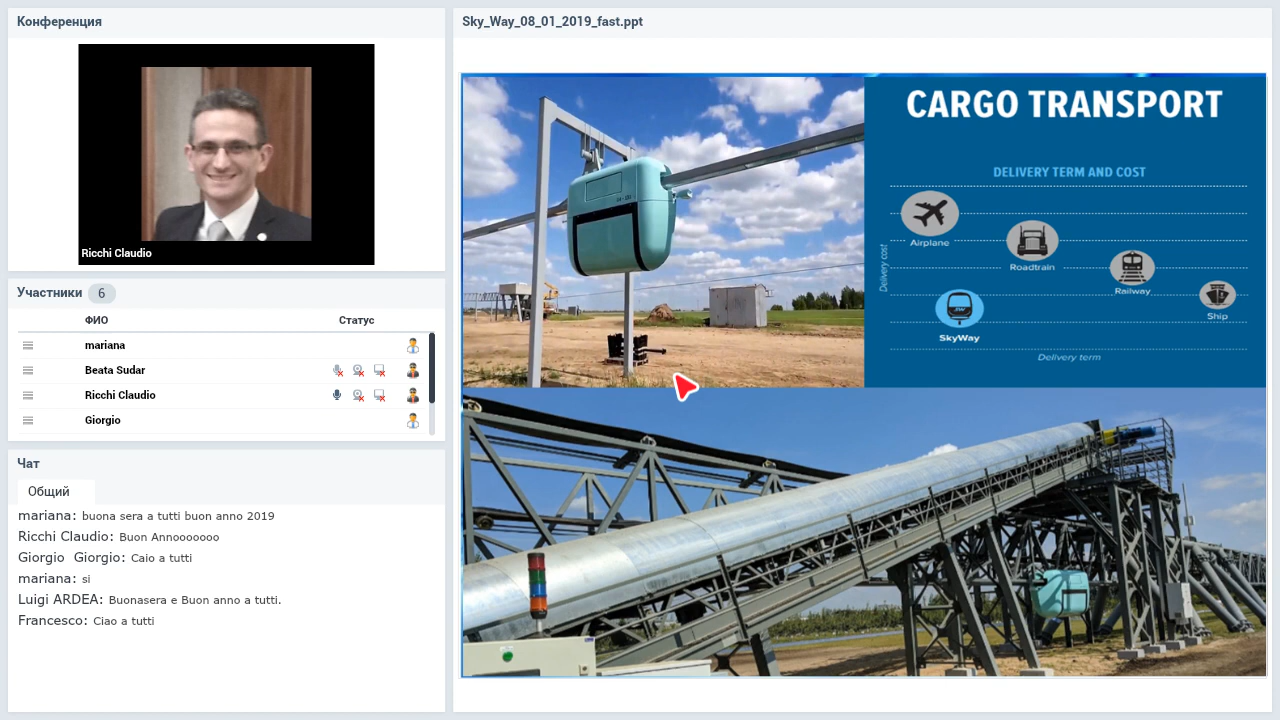 Конференция
Ricchi Claudio
Участники 6
ФИО Статус
mariana
Beata Sudar
Ricchi Claudio
Giorgio
Чат
Общий
mariana: buona sera a tutti buon anno 2019
Ricchi Claudio: Buon Annooooooo
Giorgio Giorgio: Caio a tutti
mariana: si
Luigi ARDEA: Buonasera e Buon anno a tutti.
Francesco: Ciao a tutti
Sky_Way_08_01_2019_fast.ppt
CARGO TRANSPORT
DELIVERY TERM AND COST
Delivery cost
Airplane
Roadtrain
Railway
Ship
SkyWay
Delivery term